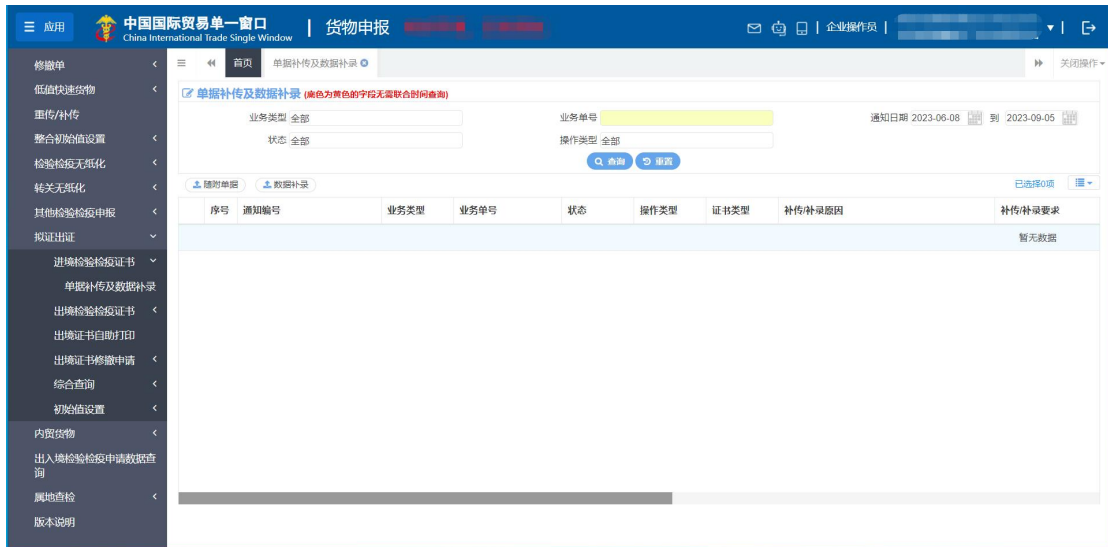 应用
中国国际贸易单一窗口
China International Trade Single Window
货物申报
企业操作员
修撤单
低值快速货物
重传/补传
整合初始值设置
检验检疫无纸化
转关无纸化
其他检验检疫申报
拟证出证
进境检验检疫证书
单据补传及数据补录
出境检验检疫证书
出境证书自助打印
出境证书修撤申请
综合查询
初始值设置
内贸货物
出入境检验检疫申请数据查
询
属地查检
版本说明
首页 单据补传及数据补录 关闭操作
单据补传及数据补录 (底色为黄色的字段无需联合时间查询)
业务类型 全部 业务单号 通知日期 2023-06-08 到 2023-09-05
状态 全部 操作类型 全部
查询 重置
随附单据 数据补录 已选择0项
序号 通知编号 业务类型 业务单号 状态 操作类型 证书类型 补传/补录原因 补传/补录要求
暂无数据